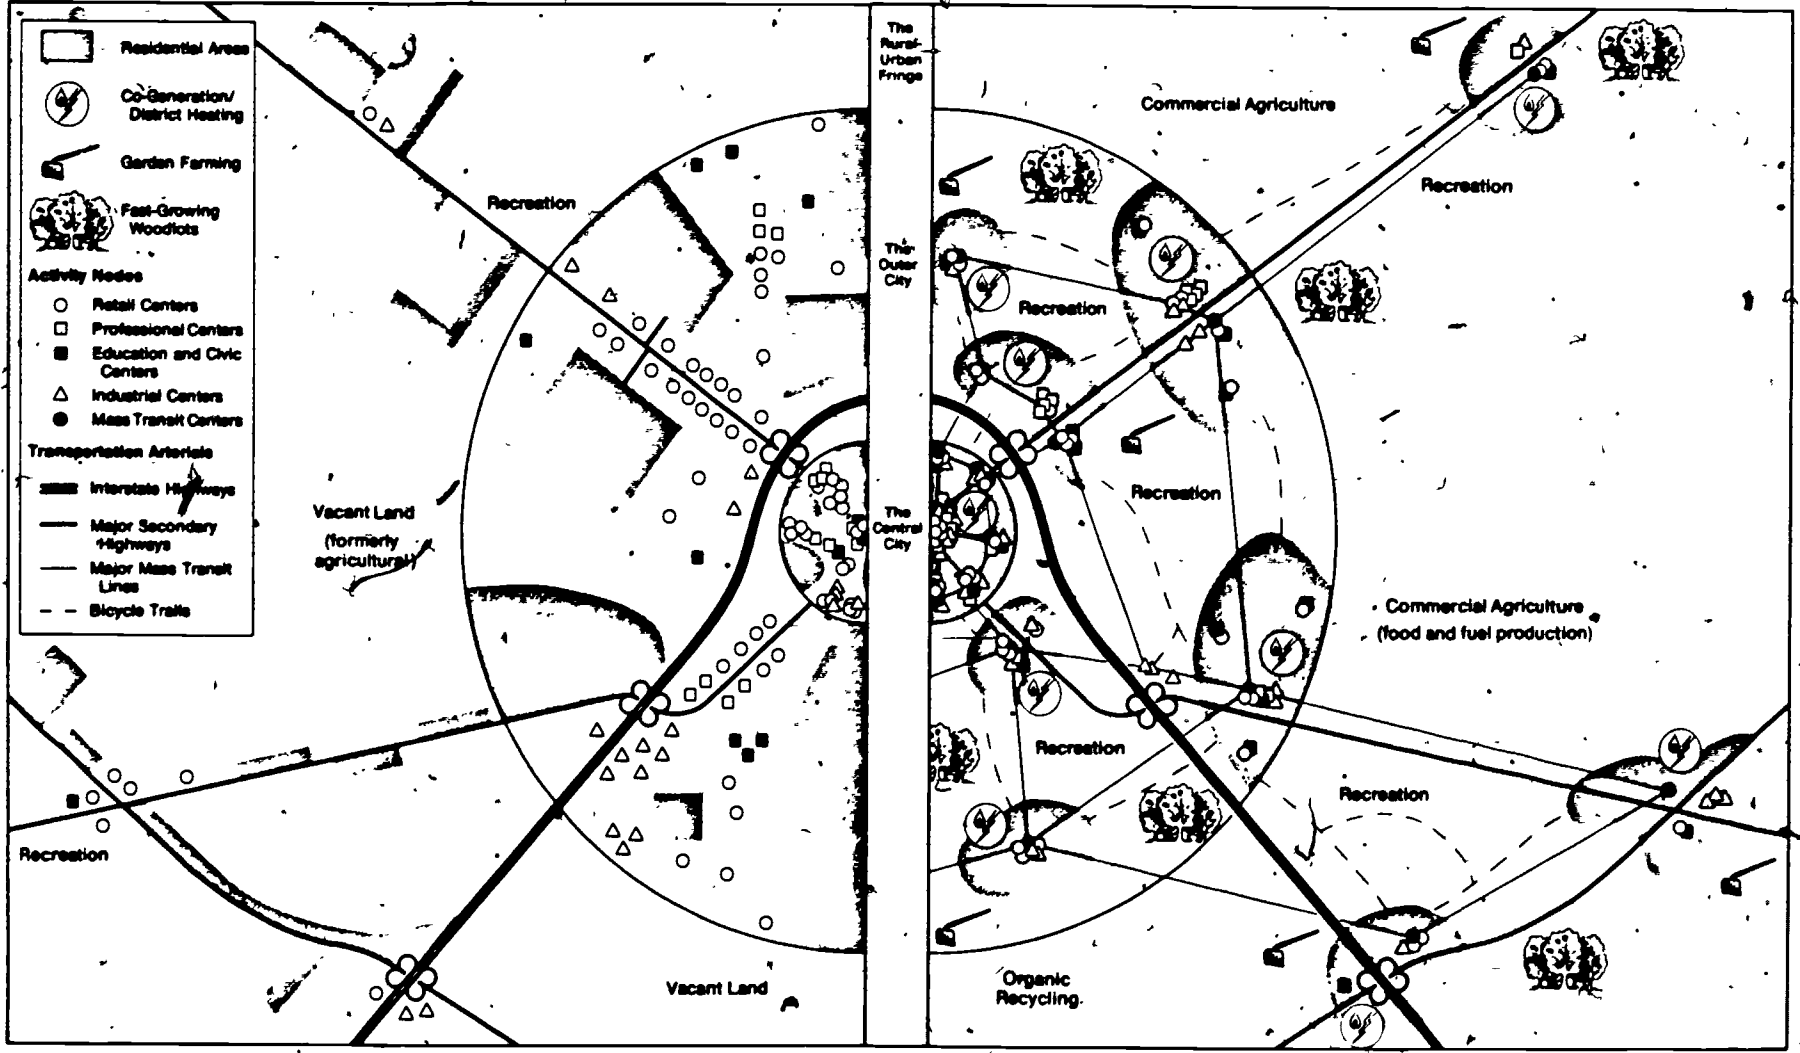 Residential Areas
Co-Generation/
District Heating
Garden Farming
Fast-Growing
Woodlots
Activity Nodes
Retail Centers
Professional Centers
Education and Civic
Centers
Industrial Centers
Mass Transit Centers
Transportation Arterials
Interstate Highways
Major Secondary
Highways
Major Mass Transit
Lines
Bicycle Trails
Recreation
Vacant Land
(formerly
agricultural)
Recreation
Vacant Land
The
Rural-
Urban
Fringe
The
Outer
City
The
Central
City
Commercial Agriculture
Recreation
Recreation
Recreation
Commercial Agriculture
(food and fuel production)
Recreation
Recreation
Organic
Recycling